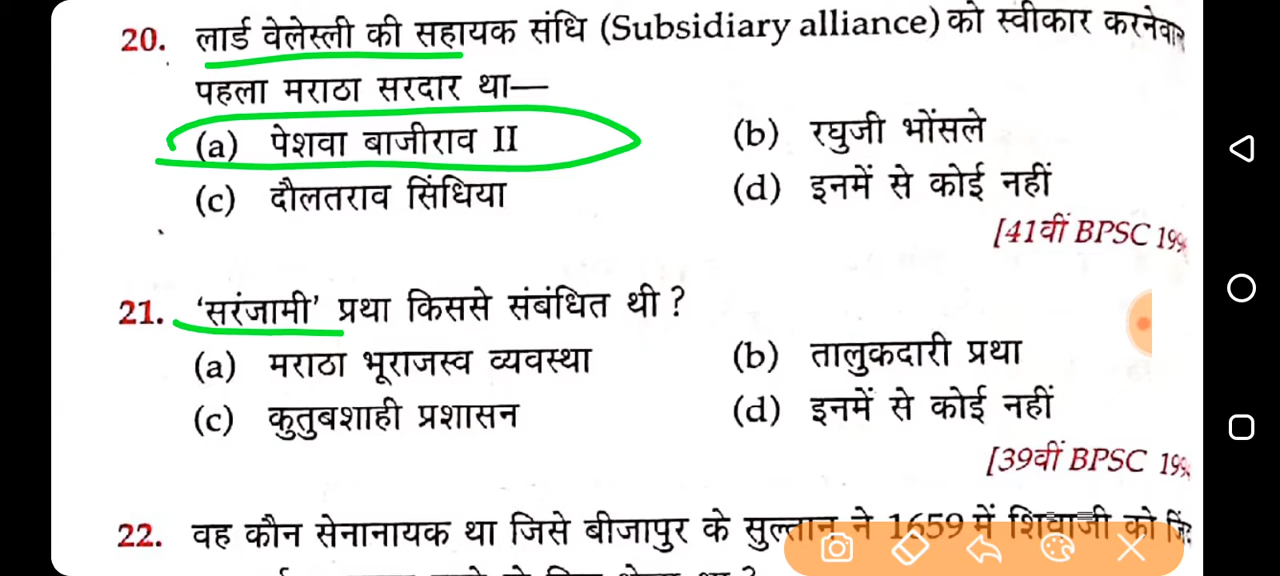 20. लार्ड वेलेस्ली की सहायक संधि (Subsidiary alliance) को स्वीकार
पहला मराठा सरदार था—
(a) पेशवा बाजीराव II (b) रघुजी भोंसले
(c) दौलतराव सिंधिया (d) इनमें से कोई नहीं
[41वीं BPSC
21. 'सरंजामी' प्रथा किससे संबंधित थी ?
(a) मराठा भूराजस्व व्यवस्था (b) तालुकदारी प्रथा
(c) कुतुबशाही प्रशासन (d) इनमें से कोई नहीं
[39वीं BPSC
22. वह कौन सेनानायक था जिसे बीजापुर के सुल्तान ने 1659 में शिवाजी को